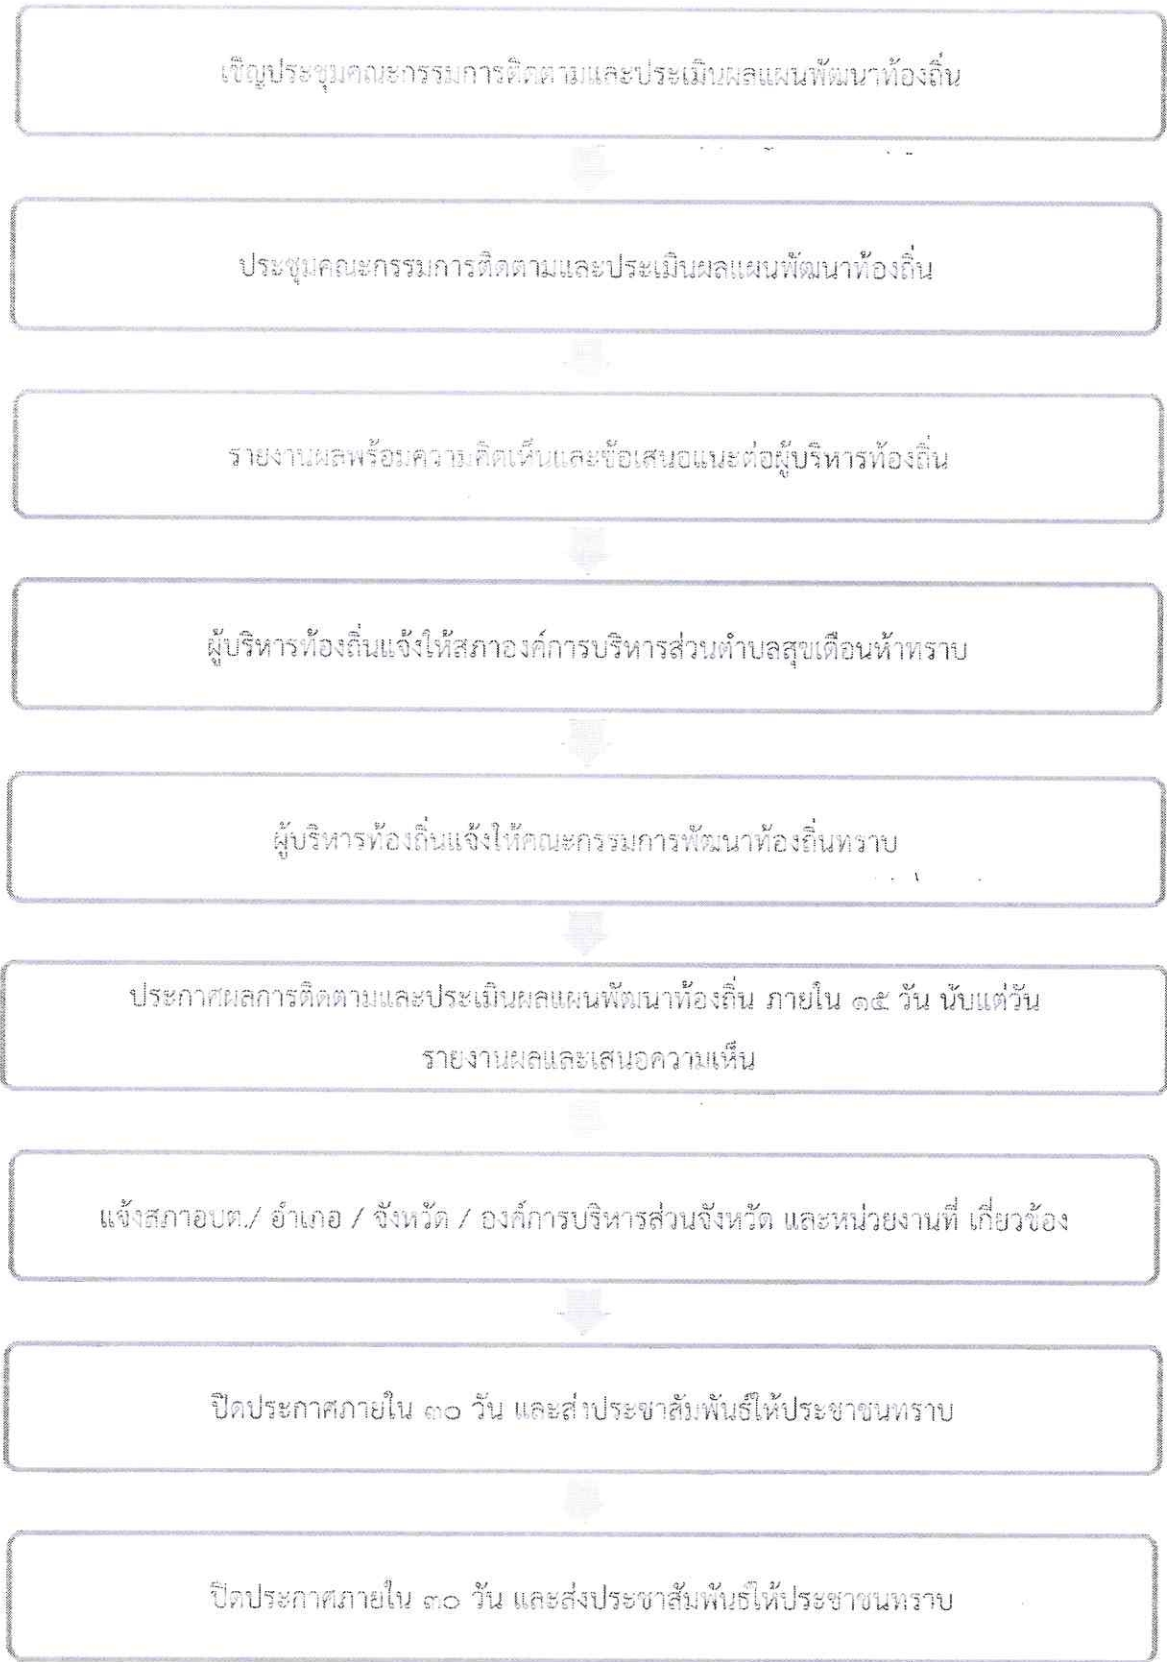 เชิญประชุมคณะกรรมการติดตามและประเมินผลแผนพัฒนาท้องถิ่น
ประชุมคณะกรรมการติดตามและประเมินผลแผนพัฒนาท้องถิ่น
รายงานผลพร้อมความคิดเห็นและข้อเสนอแนะต่อผู้บริหารท้องถิ่น
ผู้บริหารท้องถิ่นแจ้งให้สภาองค์การบริหารส่วนตำบลสุขเดือนห้าทราบ
ผู้บริหารท้องถิ่นแจ้งให้คณะกรรมการพัฒนาท้องถิ่นทราบ
ประกาศผลการติดตามและประเมินผลแผนพัฒนาท้องถิ่น ภายใน ๑๕ วัน นับแต่วัน
รายงานผลและเสนอความเห็น
แจ้งสภาอบต./ อำเภอ / จังหวัด / องค์การบริหารส่วนจังหวัด และหน่วยงานที่ เกี่ยวข้อง
ปิดประกาศภายใน ๓๐ วัน และส่งประชาสัมพันธ์ให้ประชาชนทราบ
ปิดประกาศภายใน ๓๐ วัน และส่งประชาสัมพันธ์ให้ประชาชนทราบ